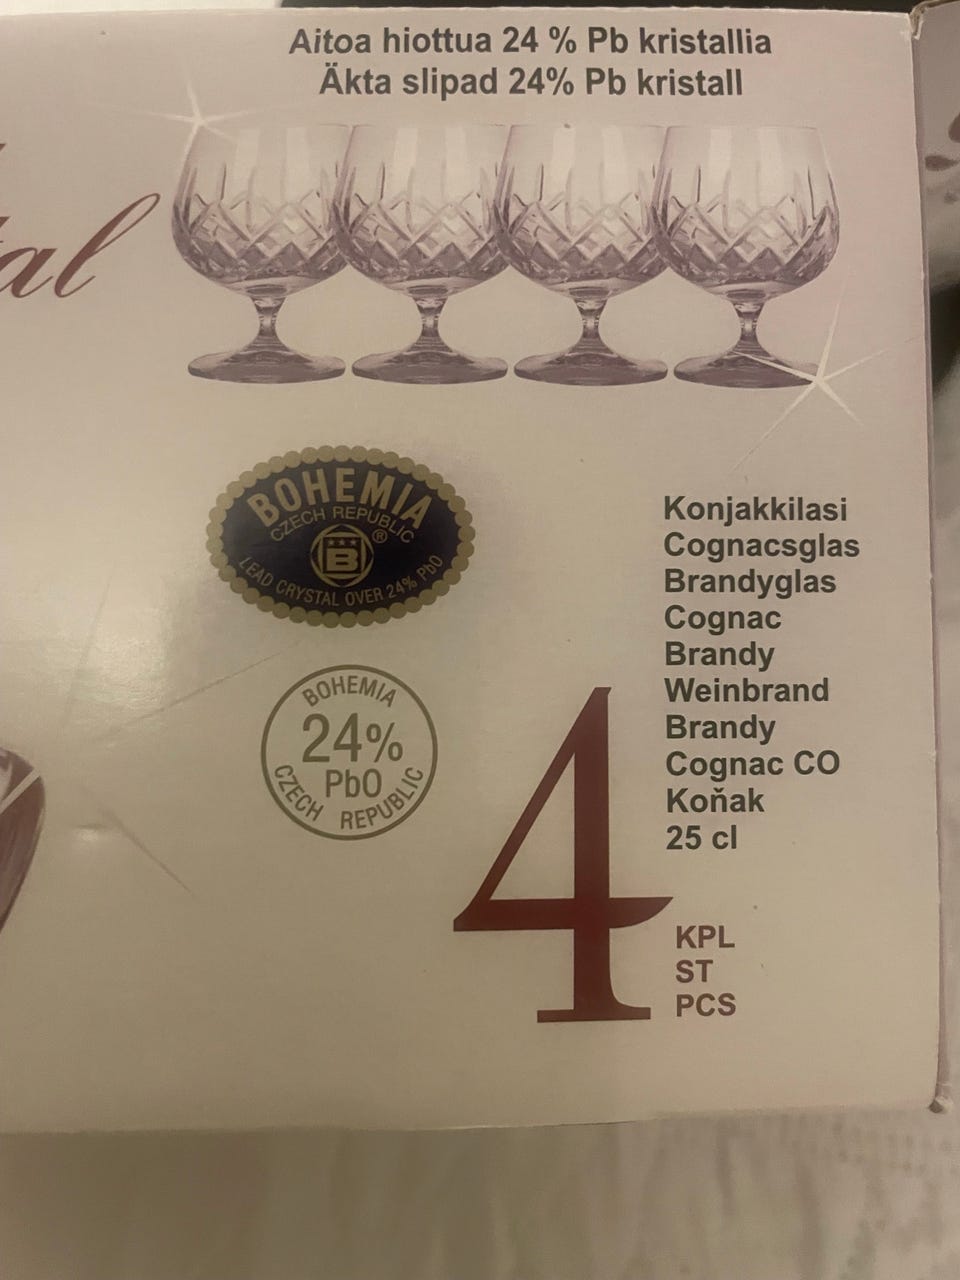 Aitoa hiottua 24 % Pb kristallia
Äkta slipad 24% Pb kristall
al
BOHEMIA
CZECH REPUBLIC
B
®
LEAD CRYSTAL OVER 24% PbO
BOHEMIA
24%
PbO
CZECH REPUBLIC
Konjakkilasi
Cognacsglas
Brandyglas
Cognac
Brandy
Weinbrand
Brandy
Cognac CO
Koňak
25 cl
4
KPL
ST
PCS